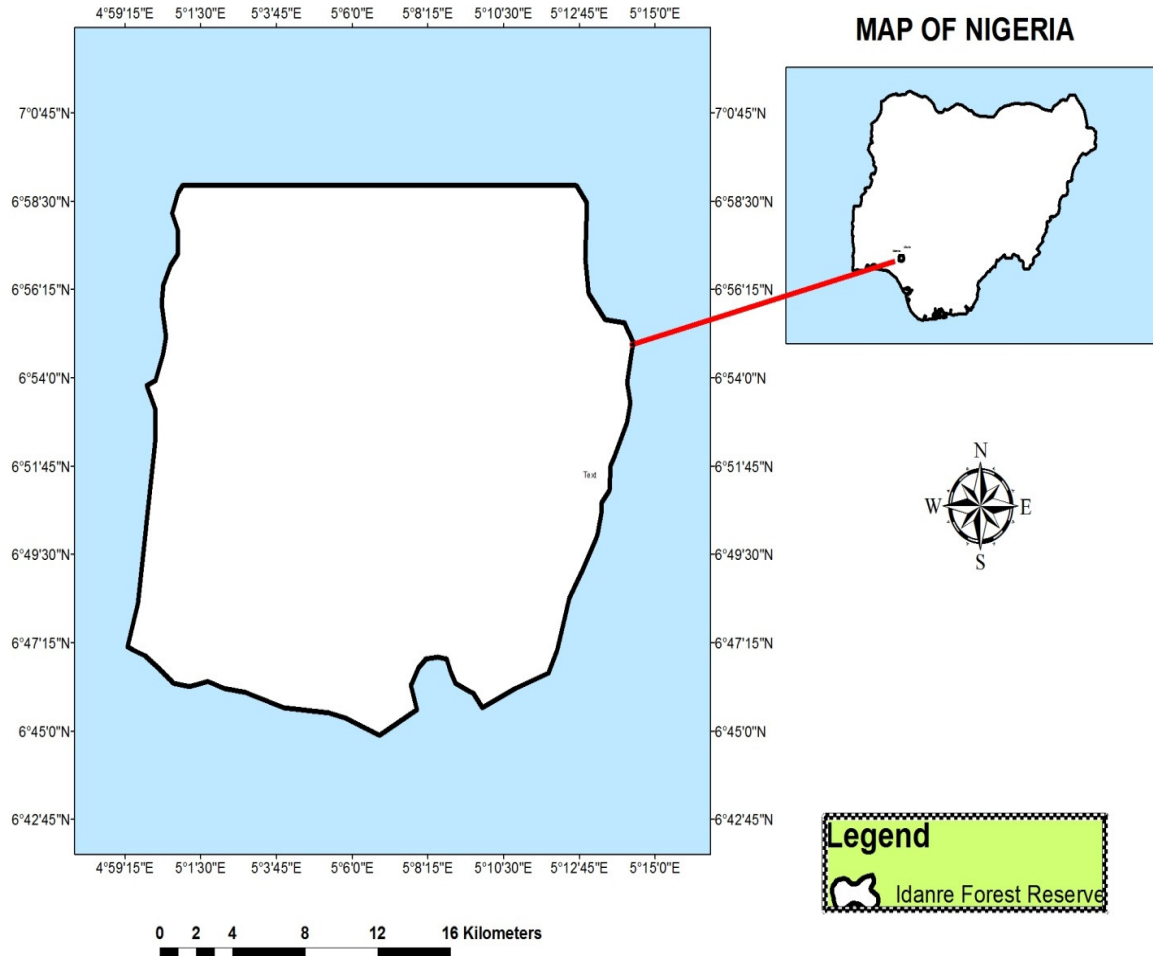 4°59'15"E 5°1'30"E 5°3'45"E 5°6'0"E 5°8'15"E 5°10'30"E 5°12'45"E 5°15'0"E
MAP OF NIGERIA
7°0'45"N 7°0'45"N
6°58'30"N 6°58'30"N
6°56'15"N 6°56'15"N
6°54'0"N 6°54'0"N
6°51'45"N 6°51'45"N
Text
N
W E
S
6°49'30"N 6°49'30"N
6°47'15"N 6°47'15"N
6°45'0"N 6°45'0"N
6°42'45"N 6°42'45"N
Legend
Idanre Forest Reserve
4°59'15"E 5°1'30"E 5°3'45"E 5°6'0"E 5°8'15"E 5°10'30"E 5°12'45"E 5°15'0"E
0 2 4 8 12 16 Kilometers